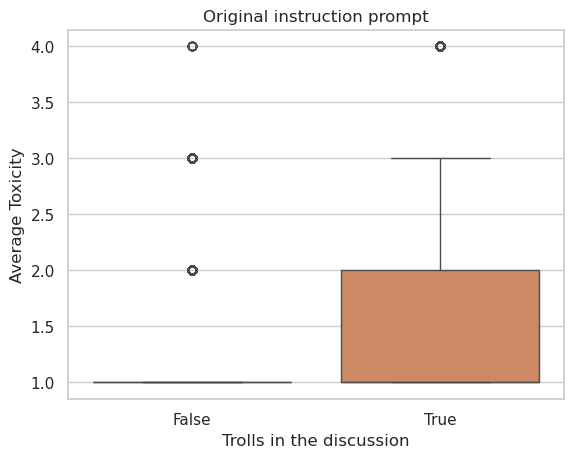 Original instruction prompt
Average Toxicity
4.0
3.5
3.0
2.5
2.0
1.5
1.0
False
True
Trolls in the discussion